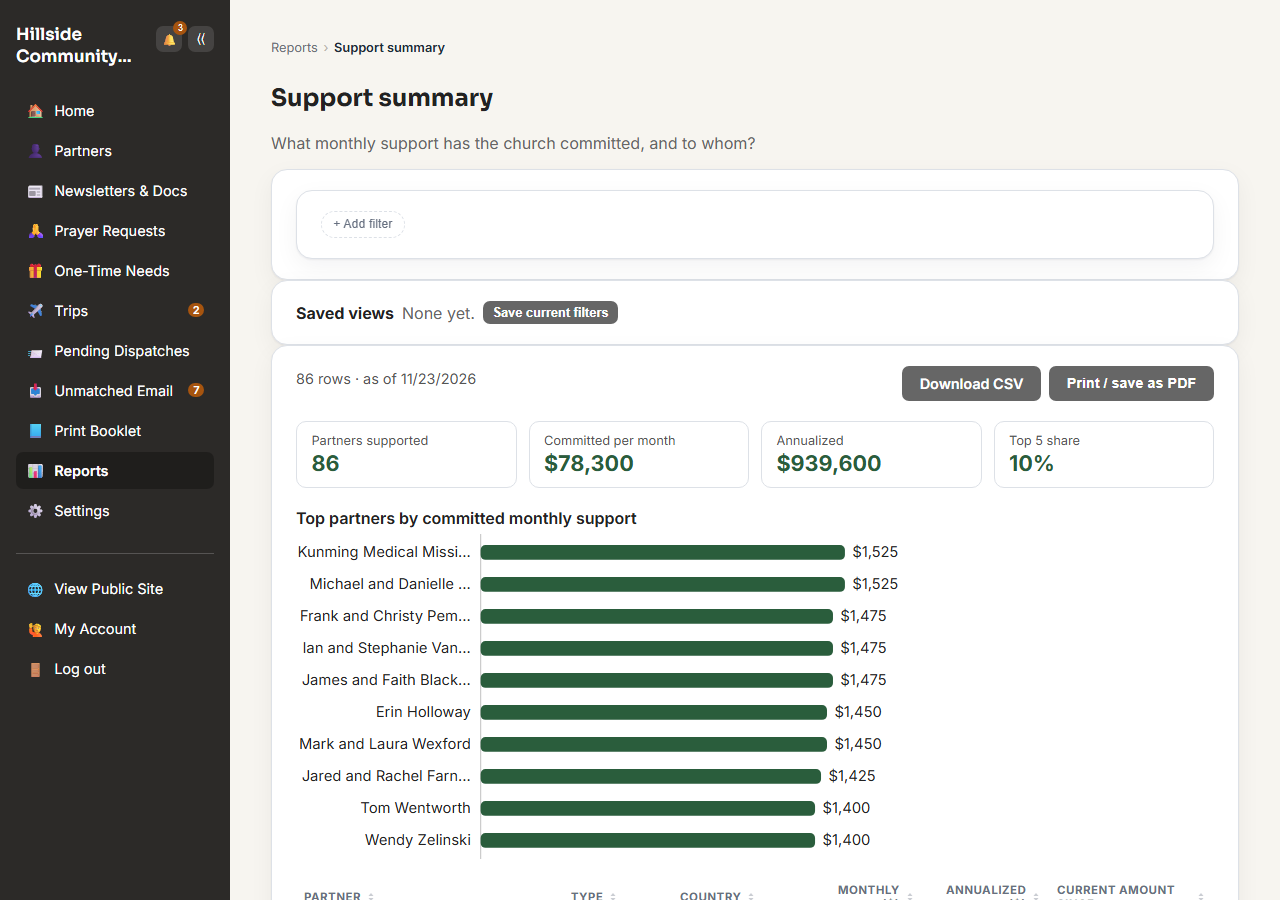 Hillside
Community...
3
⟪
Home
Partners
Newsletters & Docs
Prayer Requests
One-Time Needs
Trips
2
Pending Dispatches
Unmatched Email
7
Print Booklet
Reports
Settings
View Public Site
My Account
Log out
Reports › Support summary
Support summary
What monthly support has the church committed, and to whom?
+ Add filter
Saved views None yet. Save current filters
86 rows · as of 11/23/2026
Download CSV
Print / save as PDF
Partners supported
86
Committed per month
$78,300
Annualized
$939,600
Top 5 share
10%
Top partners by committed monthly support
Kunming Medical Missi... $1,525
Michael and Danielle ... $1,525
Frank and Christy Pem... $1,475
Ian and Stephanie Van... $1,475
James and Faith Black... $1,475
Erin Holloway $1,450
Mark and Laura Wexford $1,450
Jared and Rachel Farn... $1,425
Tom Wentworth $1,400
Wendy Zelinski $1,400
PARTNER TYPE COUNTRY MONTHLY ANNUALIZED CURRENT AMOUNT